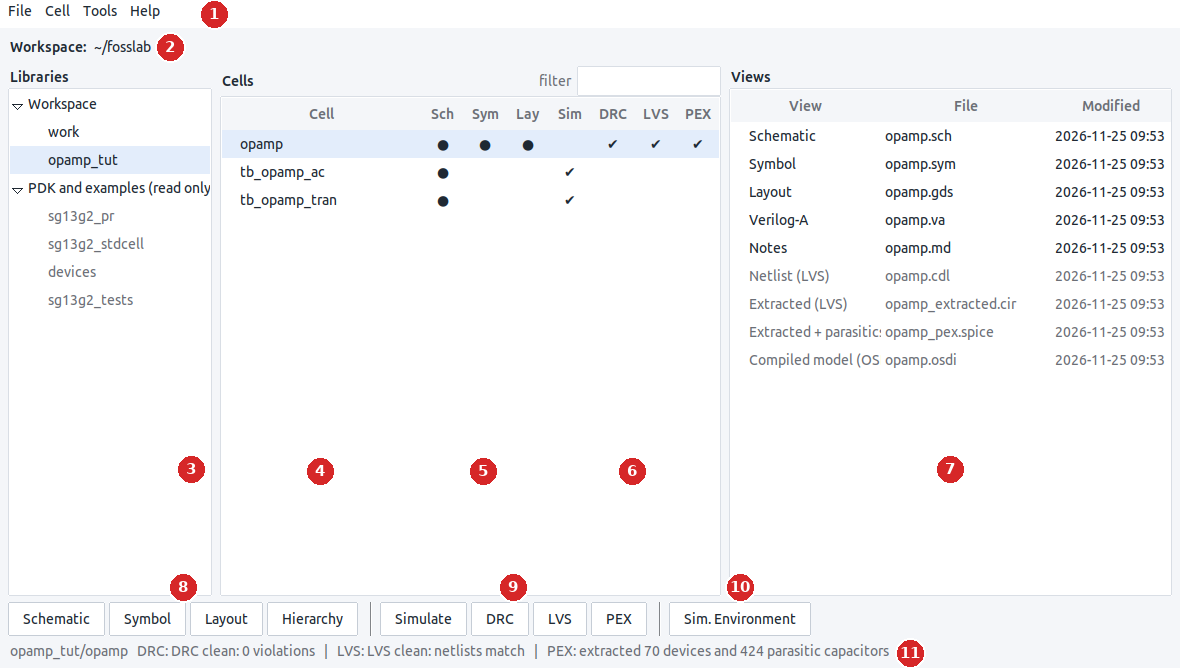 File Cell Tools Help 1
Workspace: ~/fosslab 2
Libraries
Workspace
work
opamp_tut
PDK and examples (read only
sg13g2_pr
sg13g2_stdcell
devices
sg13g2_tests
3
Cells filter
Cell Sch Sym Lay Sim DRC LVS PEX
opamp ● ● ● ✔ ✔ ✔
tb_opamp_ac ● ✔
tb_opamp_tran ● ✔
4 5 6
Views
View File Modified
Schematic opamp.sch 2026-11-25 09:53
Symbol opamp.sym 2026-11-25 09:53
Layout opamp.gds 2026-11-25 09:53
Verilog-A opamp.va 2026-11-25 09:53
Notes opamp.md 2026-11-25 09:53
Netlist (LVS) opamp.cdl 2026-11-25 09:53
Extracted (LVS) opamp_extracted.cir 2026-11-25 09:53
Extracted + parasitics opamp_pex.spice 2026-11-25 09:53
Compiled model (OS opamp.osdi 2026-11-25 09:53
7
8 9 10
Schematic Symbol Layout Hierarchy Simulate DRC LVS PEX Sim. Environment
opamp_tut/opamp DRC: DRC clean: 0 violations | LVS: LVS clean: netlists match | PEX: extracted 70 devices and 424 parasitic capacitors 11